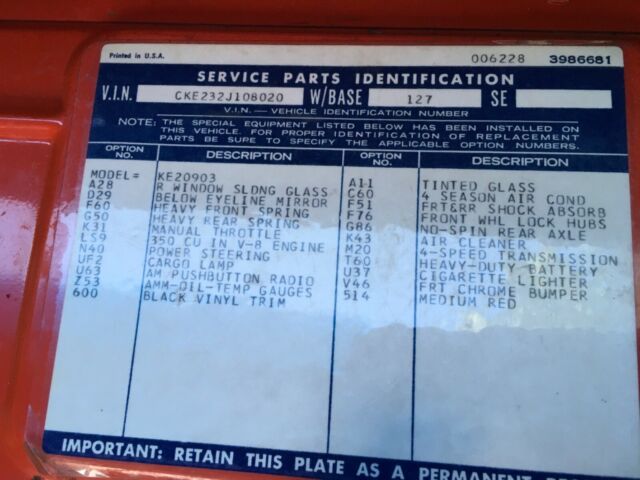 Printed in U.S.A. 006228 3986681
SERVICE PARTS IDENTIFICATION
V.I.N. CKE232J108020 W/BASE 127 SE
V.I.N. — VEHICLE IDENTIFICATION NUMBER
NOTE: THE SPECIAL EQUIPMENT LISTED BELOW HAS BEEN INSTALLED ON
THIS VEHICLE. FOR PROPER IDENTIFICATION OF REPLACEMENT
PARTS BE SURE TO SPECIFY THE APPLICABLE OPTION NUMBERS.
OPTION NO. DESCRIPTION OPTION NO. DESCRIPTION
MODEL= KE20903
A28 R WINDOW SLDNG GLASS A11 TINTED GLASS
D29 BELOW EYELINE MIRROR C60 4 SEASON AIR COND
F60 HEAVY FRONT SPRING F51 FRT&RR SHOCK ABSORB
G50 HEAVY REAR SPRING F76 FRONT WHL LOCK HUBS
K31 MANUAL THROTTLE G86 NO-SPIN REAR AXLE
LS9 350 CU IN V-8 ENGINE K43 AIR CLEANER
N40 POWER STEERING M20 4-SPEED TRANSMISSION
UF2 CARGO LAMP T60 HEAVY-DUTY BATTERY
U63 AM PUSHBUTTON RADIO U37 CIGARETTE LIGHTER
Z53 AMM-OIL-TEMP GAUGES V46 FRT CHROME BUMPER
600 BLACK VINYL TRIM 514 MEDIUM RED
IMPORTANT: RETAIN THIS PLATE AS A PERMANENT